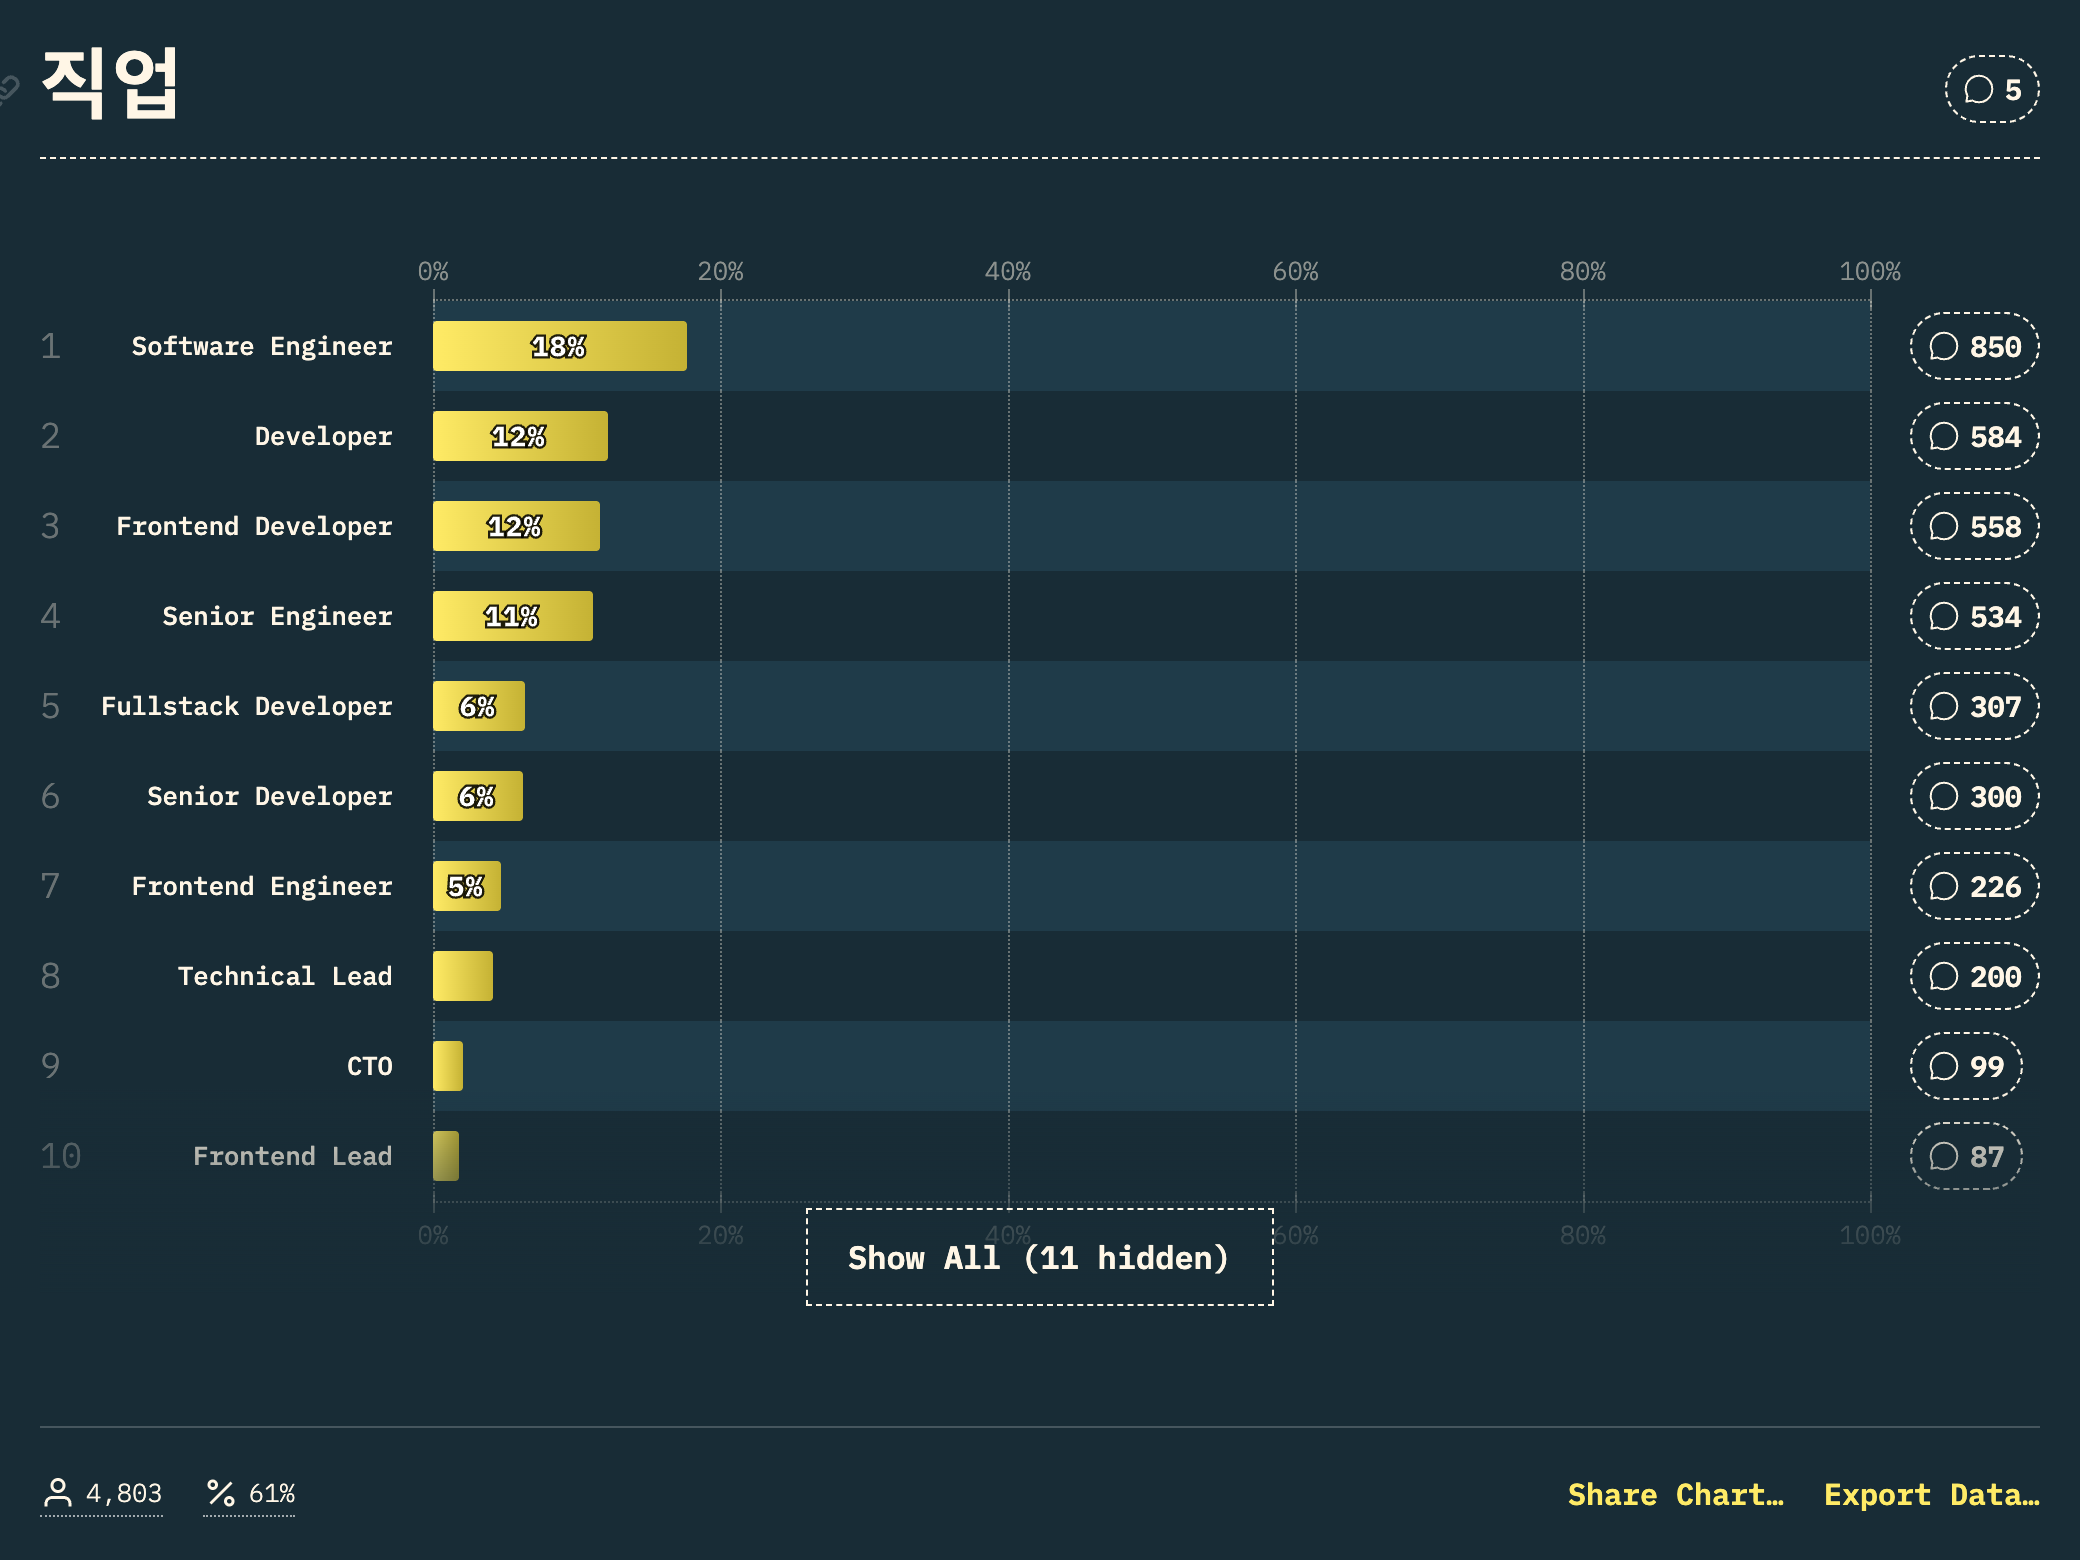 직업
5
0% 20% 40% 60% 80% 100%
1 Software Engineer 18% 850
2 Developer 12% 584
3 Frontend Developer 12% 558
4 Senior Engineer 11% 534
5 Fullstack Developer 6% 307
6 Senior Developer 6% 300
7 Frontend Engineer 5% 226
8 Technical Lead 200
9 CTO 99
10 Frontend Lead 87
0% 20% 40% 60% 80% 100%
Show All (11 hidden)
4,803 61% Share Chart… Export Data…